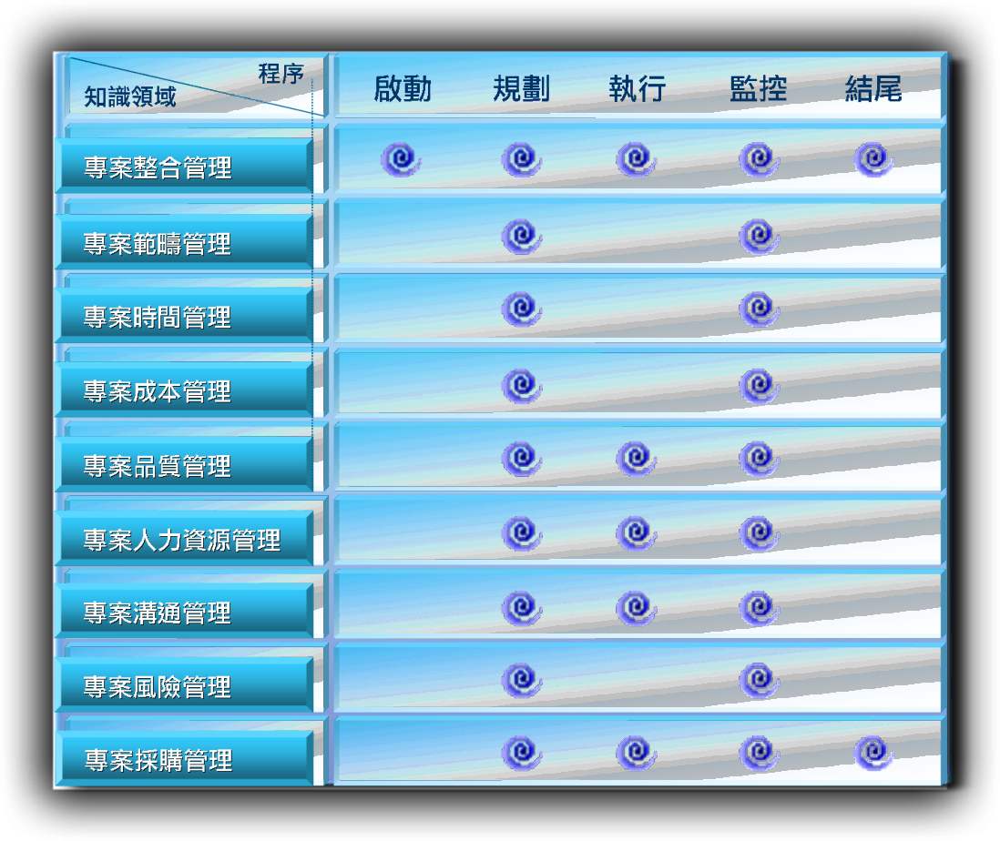 程序
知識領域
啟動 規劃 執行 監控 結尾
專案整合管理
專案範疇管理
專案時間管理
專案成本管理
專案品質管理
專案人力資源管理
專案溝通管理
專案風險管理
專案採購管理